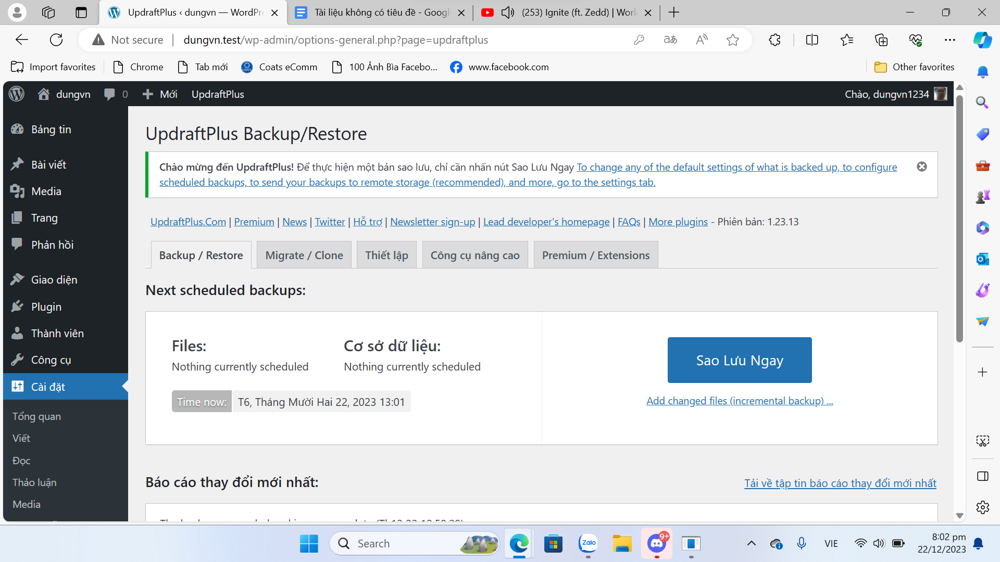 UpdraftPlus ‹ dungvn — WordPre
Tài liệu không có tiêu đề - Google
(253) Ignite (ft. Zedd) | Worl
Not secure
dungvn.test/wp-admin/options-general.php?page=updraftplus
Import favorites
Chrome
Tab mới
Coats eComm
100 Ảnh Bìa Facebo...
www.facebook.com
Other favorites
dungvn
0
Mới
UpdraftPlus
Chào, dungvn1234
Bảng tin
Bài viết
Media
Trang
Phản hồi
Giao diện
Plugin
Thành viên
Công cụ
Cài đặt
Tổng quan
Viết
Đọc
Thảo luận
Media
UpdraftPlus Backup/Restore
Chào mừng đến UpdraftPlus! Để thực hiện một bản sao lưu, chỉ cần nhấn nút Sao Lưu Ngay To change any of the default settings of what is backed up, to configure
scheduled backups, to send your backups to remote storage (recommended), and more, go to the settings tab.
UpdraftPlus.Com | Premium | News | Twitter | Hỗ trợ | Newsletter sign-up | Lead developer's homepage | FAQs | More plugins - Phiên bản: 1.23.13
Backup / Restore
Migrate / Clone
Thiết lập
Công cụ nâng cao
Premium / Extensions
Next scheduled backups:
Files:
Nothing currently scheduled
Cơ sở dữ liệu:
Nothing currently scheduled
Time now: T6, Tháng Mười Hai 22, 2023 13:01
Sao Lưu Ngay
Add changed files (incremental backup) ...
Báo cáo thay đổi mới nhất:
Tải về tập tin báo cáo thay đổi mới nhất
Search
Zalo
9+
VIE
8:02 pm
22/12/2023